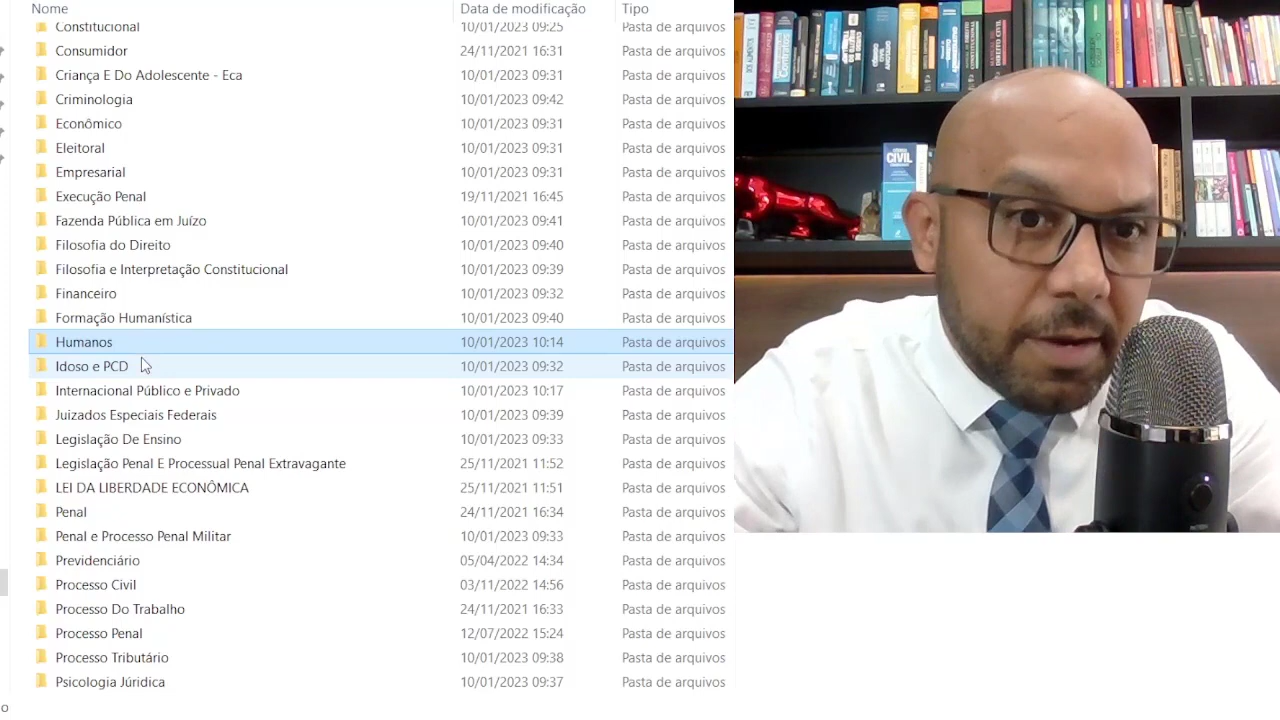 Nome Data de modificação Tipo
Constitucional 10/01/2023 09:25 Pasta de arquivos
Consumidor 24/11/2021 16:31 Pasta de arquivos
Criança E Do Adolescente - Eca 10/01/2023 09:31 Pasta de arquivos
Criminologia 10/01/2023 09:42 Pasta de arquivos
Econômico 10/01/2023 09:31 Pasta de arquivos
Eleitoral 10/01/2023 09:31 Pasta de arquivos
Empresarial 10/01/2023 09:31 Pasta de arquivos
Execução Penal 19/11/2021 16:45 Pasta de arquivos
Fazenda Pública em Juízo 10/01/2023 09:41 Pasta de arquivos
Filosofia do Direito 10/01/2023 09:40 Pasta de arquivos
Filosofia e Interpretação Constitucional 10/01/2023 09:39 Pasta de arquivos
Financeiro 10/01/2023 09:32 Pasta de arquivos
Formação Humanística 10/01/2023 09:40 Pasta de arquivos
Humanos 10/01/2023 10:14 Pasta de arquivos
Idoso e PCD 10/01/2023 09:32 Pasta de arquivos
Internacional Público e Privado 10/01/2023 10:17 Pasta de arquivos
Juizados Especiais Federais 10/01/2023 09:39 Pasta de arquivos
Legislação De Ensino 10/01/2023 09:33 Pasta de arquivos
Legislação Penal E Processual Penal Extravagante 25/11/2021 11:52 Pasta de arquivos
LEI DA LIBERDADE ECONÔMICA 25/11/2021 11:51 Pasta de arquivos
Penal 24/11/2021 16:34 Pasta de arquivos
Penal e Processo Penal Militar 10/01/2023 09:33 Pasta de arquivos
Previdenciário 05/04/2022 14:34 Pasta de arquivos
Processo Civil 03/11/2022 14:56 Pasta de arquivos
Processo Do Trabalho 24/11/2021 16:33 Pasta de arquivos
Processo Penal 12/07/2022 15:24 Pasta de arquivos
Processo Tributário 10/01/2023 09:38 Pasta de arquivos
Psicologia Júridica 10/01/2023 09:37 Pasta de arquivos
CIVIL